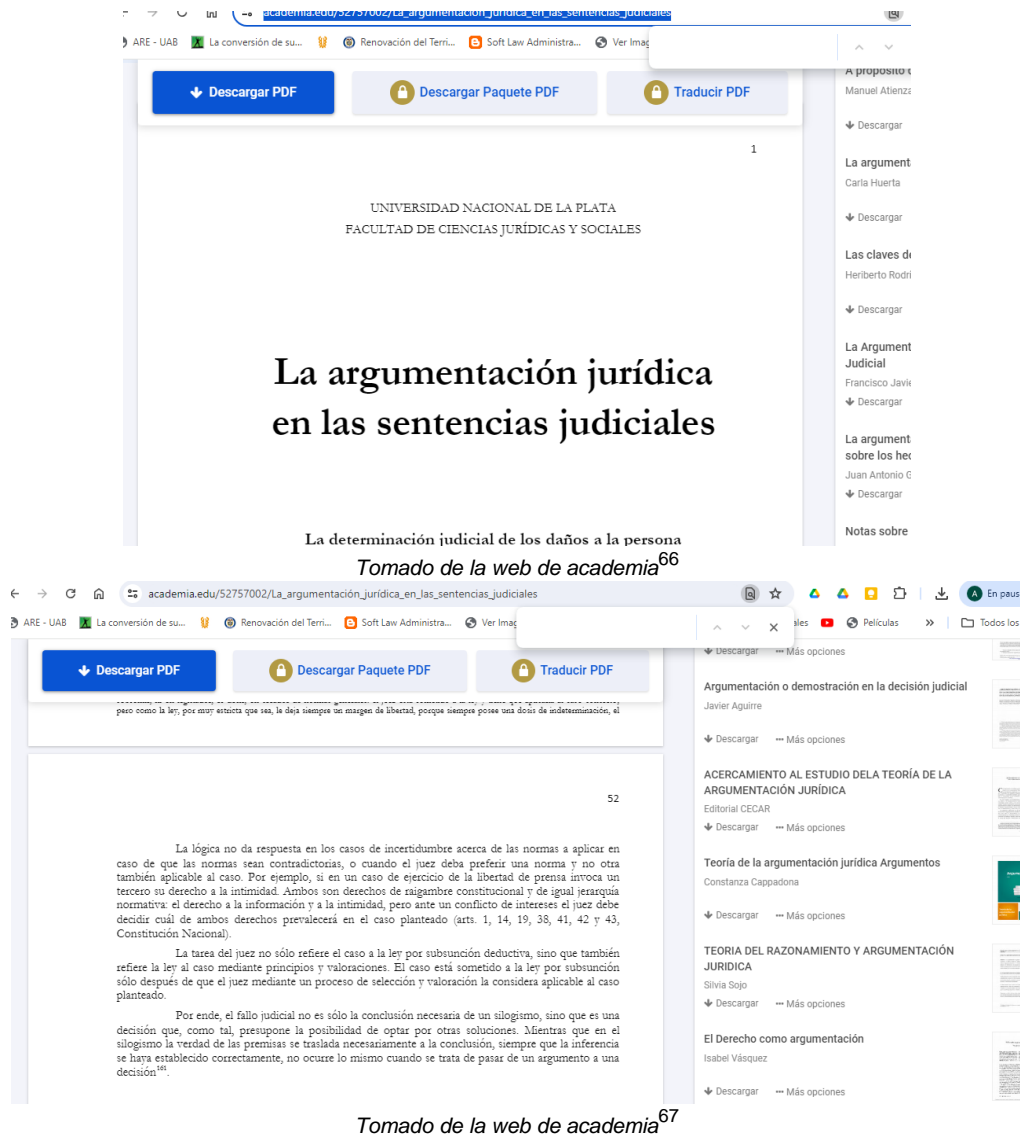 academia.edu/52757002/La_argumentación_jurídica_en_las_sentencias_judiciales
ARE - UAB La conversión de su... Renovación del Terri... Soft Law Administra... Ver Imag
Descargar PDF Descargar Paquete PDF Traducir PDF
1
UNIVERSIDAD NACIONAL DE LA PLATA
FACULTAD DE CIENCIAS JURÍDICAS Y SOCIALES
La argumentación jurídica
en las sentencias judiciales
La determinación judicial de los daños a la persona
A propósito
Manuel Atienza
Descargar
La argument
Carla Huerta
Descargar
Las claves de
Heriberto Rodri
Descargar
La Argument
Judicial
Francisco Javie
Descargar
La argument
sobre los hec
Juan Antonio G
Descargar
Notas sobre
Tomado de la web de academia66
academia.edu/52757002/La_argumentación_jurídica_en_las_sentencias_judiciales A En paus
ARE - UAB La conversión de su... Renovación del Terri... Soft Law Administra... Ver Imag ales Películas » Todos los
Descargar PDF Descargar Paquete PDF Traducir PDF
pero como la ley, por muy estricta que sea, le deja siempre un margen de libertad, porque siempre posee una dosis de indeterminación, el
52
La lógica no da respuesta en los casos de incertidumbre acerca de las normas a aplicar en
caso de que las normas sean contradictorias, o cuando el juez deba preferir una norma y no otra
también aplicable al caso. Por ejemplo, si en un caso de ejercicio de la libertad de prensa invoca un
tercero su derecho a la intimidad. Ambos son derechos de raigambre constitucional y de igual jerarquía
normativa: el derecho a la información y a la intimidad, pero ante un conflicto de intereses el juez debe
decidir cuál de ambos derechos prevalecerá en el caso planteado (arts. 1, 14, 19, 38, 41, 42 y 43,
Constitución Nacional).
La tarea del juez no sólo refiere el caso a la ley por subsunción deductiva, sino que también
refiere la ley al caso mediante principios y valoraciones. El caso está sometido a la ley por subsunción
sólo después de que el juez mediante un proceso de selección y valoración la considera aplicable al caso
planteado.
Por ende, el fallo judicial no es sólo la conclusión necesaria de un silogismo, sino que es una
decisión que, como tal, presupone la posibilidad de optar por otras soluciones. Mientras que en el
silogismo la verdad de las premisas se traslada necesariamente a la conclusión, siempre que la inferencia
se haya establecido correctamente, no ocurre lo mismo cuando se trata de pasar de un argumento a una
decisión161.
Descargar ••• Más opciones
Argumentación o demostración en la decisión judicial
Javier Aguirre
Descargar ••• Más opciones
ACERCAMIENTO AL ESTUDIO DELA TEORÍA DE LA
ARGUMENTACIÓN JURÍDICA
Editorial CECAR
Descargar ••• Más opciones
Teoría de la argumentación jurídica Argumentos
Constanza Cappadona
Descargar ••• Más opciones
TEORIA DEL RAZONAMIENTO Y ARGUMENTACIÓN
JURIDICA
Silvia Sojo
Descargar ••• Más opciones
El Derecho como argumentación
Isabel Vásquez
Descargar ••• Más opciones
Tomado de la web de academia67